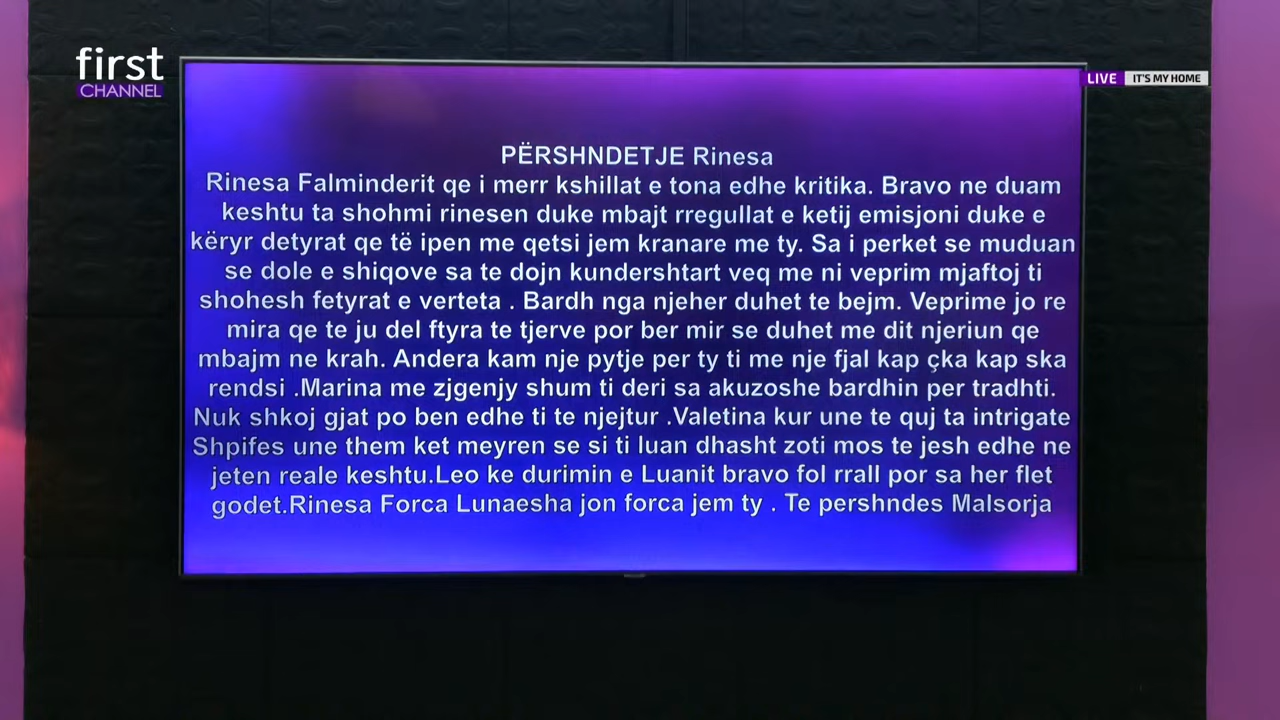 first
CHANNEL
LIVE IT'S MY HOME
PËRSHNDETJE Rinesa
Rinesa Falminderit qe i merr kshillat e tona edhe kritika. Bravo ne duam
keshtu ta shohmi rinesen duke mbajt rregullat e ketij emisjoni duke e
këryr detyrat qe të ipen me qetsi jem kranare me ty. Sa i perket se muduan
se dole e shiqove sa te dojn kundershtart veq me ni veprim mjaftoj ti
shohesh fetyrat e verteta . Bardh nga njeher duhet te bejm. Veprime jo re
mira qe te ju del ftyra te tjerve por ber mir se duhet me dit njeriun qe
mbajm ne krah. Andera kam nje pytje per ty ti me nje fjal kap çka kap ska
rendsi .Marina me zjgenjy shum ti deri sa akuzoshe bardhin per tradhti.
Nuk shkoj gjat po ben edhe ti te njejtur .Valetina kur une te quj ta intrigate
Shpifes une them ket meyren se si ti luan dhasht zoti mos te jesh edhe ne
jeten reale keshtu.Leo ke durimin e Luanit bravo fol rrall por sa her flet
godet.Rinesa Forca Lunaesha jon forca jem ty . Te pershndes Malsorja